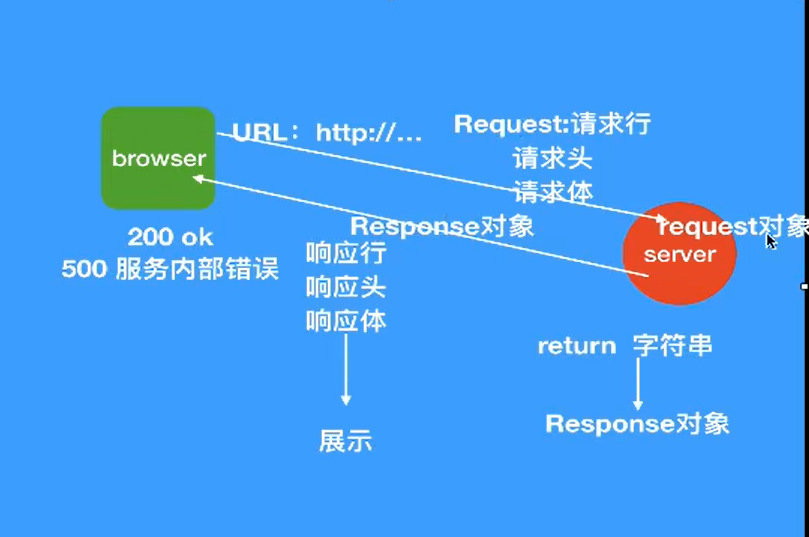 URL：http://...
Request:请求行
请求头
请求体
browser
200 ok
500 服务内部错误
Response对象
响应行
响应头
响应体
展示
request对象
server
return 字符串
Response对象